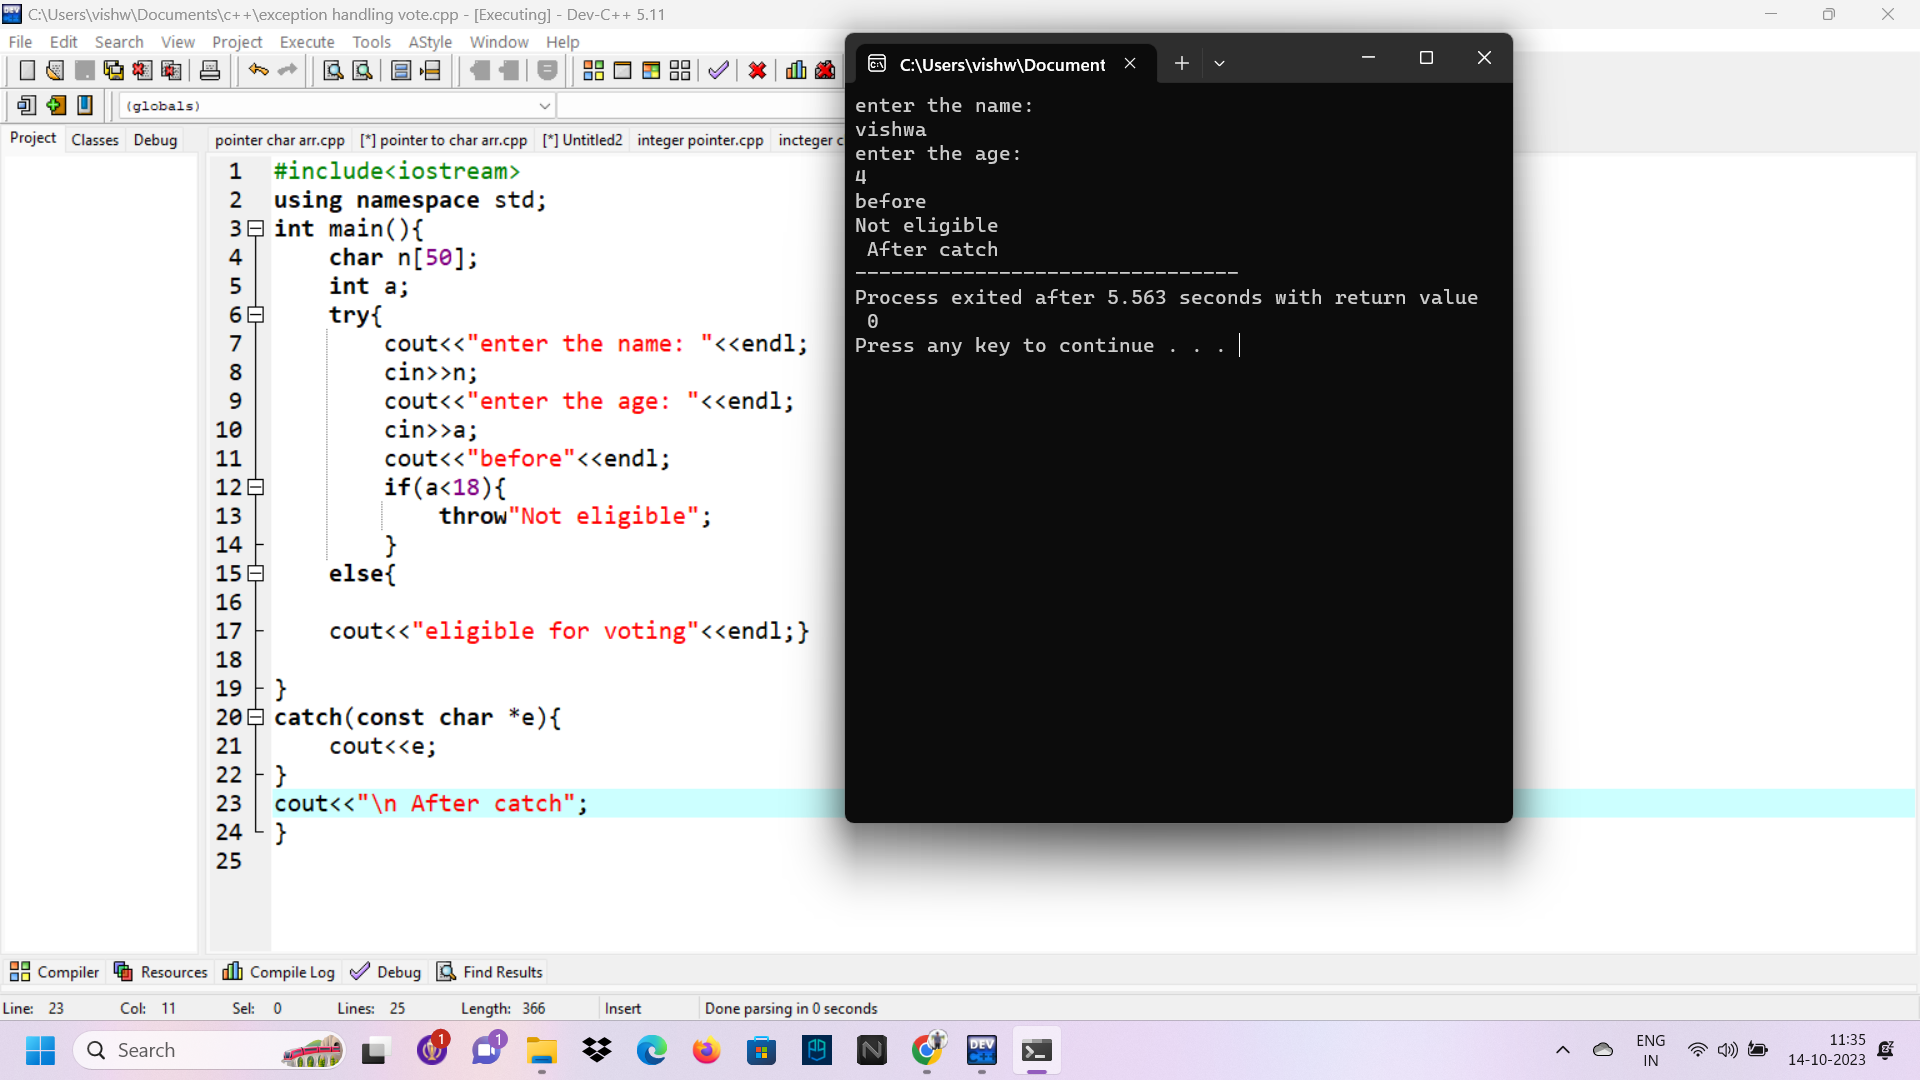 C:\Users\vishw\Documents\c++\exception handling vote.cpp - [Executing] - Dev-C++ 5.11
File Edit Search View Project Execute Tools AStyle Window Help
(globals)
Project Classes Debug
pointer char arr.cpp [*] pointer to char arr.cpp [*] Untitled2 integer pointer.cpp incteger c
1 #include<iostream>
2 using namespace std;
3 int main(){
4 char n[50];
5 int a;
6 try{
7 cout<<"enter the name: "<<endl;
8 cin>>n;
9 cout<<"enter the age: "<<endl;
10 cin>>a;
11 cout<<"before"<<endl;
12 if(a<18){
13 throw"Not eligible";
14 }
15 else{
16
17 cout<<"eligible for voting"<<endl;}
18
19 }
20 catch(const char *e){
21 cout<<e;
22 }
23 cout<<"\n After catch";
24 }
25
C:\Users\vishw\Document
enter the name:
vishwa
enter the age:
4
before
Not eligible
After catch
--------------------------------
Process exited after 5.563 seconds with return value
0
Press any key to continue . . .
Compiler Resources Compile Log Debug Find Results
Line: 23 Col: 11 Sel: 0 Lines: 25 Length: 366 Insert Done parsing in 0 seconds
Search
1
1
DEV
ENG
IN
11:35
14-10-2023